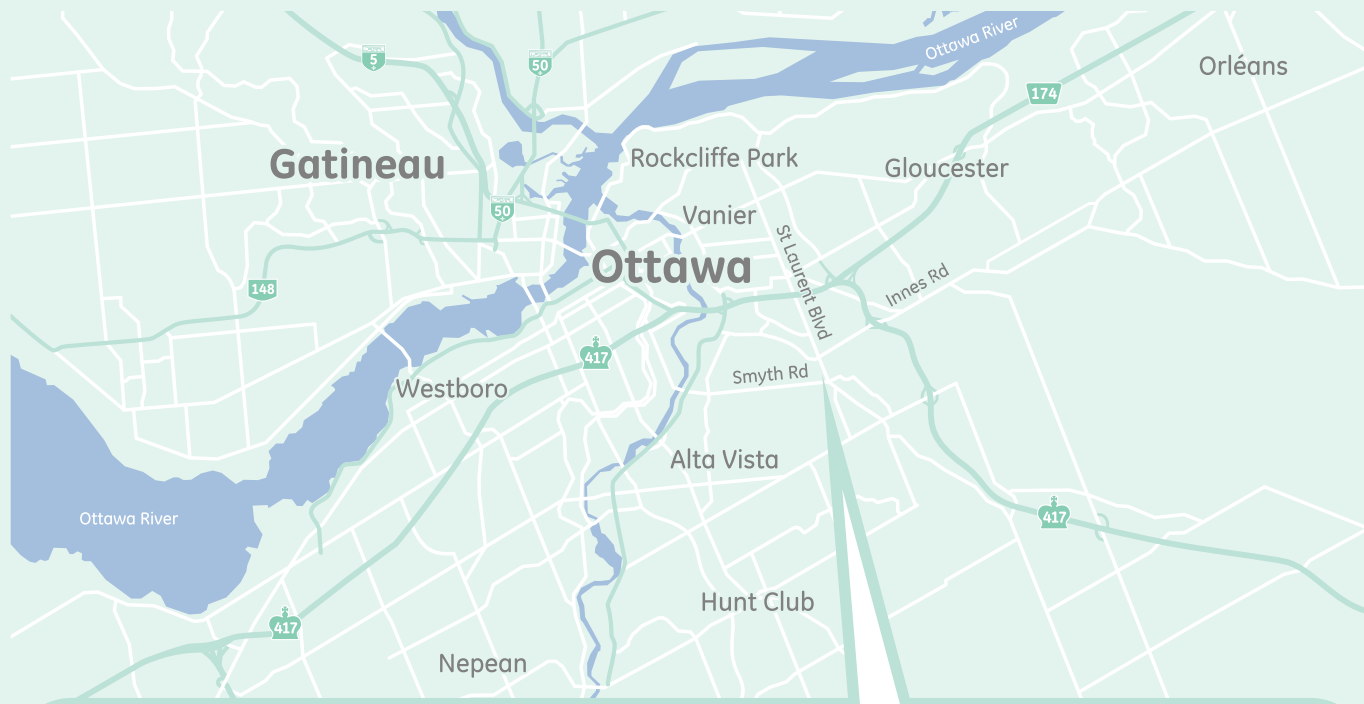 Ottawa River
5
50
Orléans
174
Rockcliffe Park
Gatineau
Gloucester
50
Vanier
St Laurent Blvd
Ottawa
148
Innes Rd
417
Smyth Rd
Westboro
Alta Vista
Ottawa River
417
Hunt Club
417
Nepean